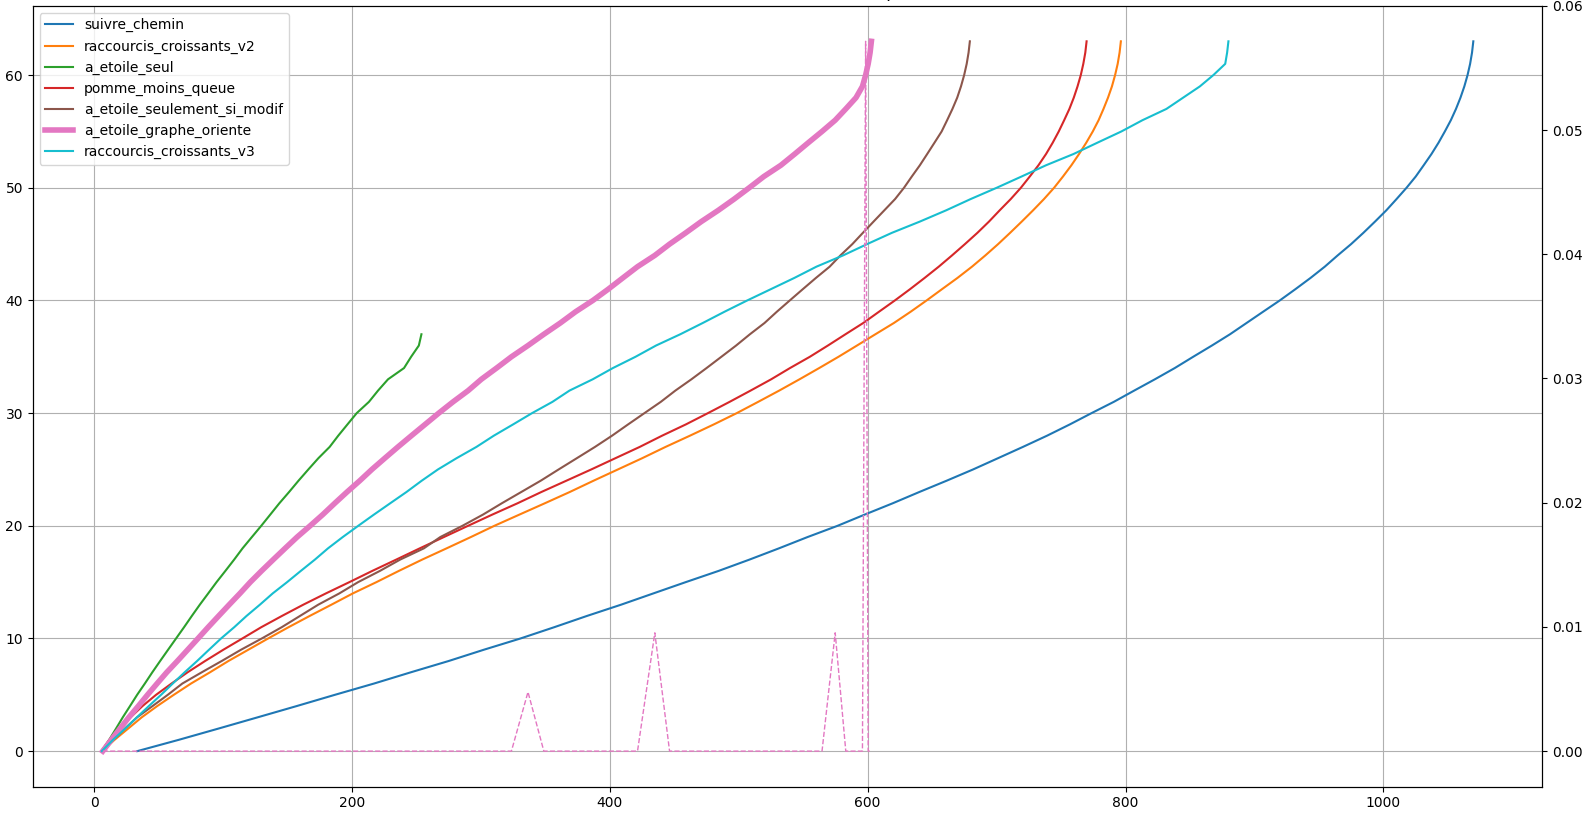 suivre_chemin
raccourcis_croissants_v2
a_etoile_seul
pomme_moins_queue
a_etoile_seulement_si_modif
a_etoile_graphe_oriente
raccourcis_croissants_v3
60
50
40
30
20
10
0
0.06
0.05
0.04
0.03
0.02
0.01
0.00
0 200 400 600 800 1000